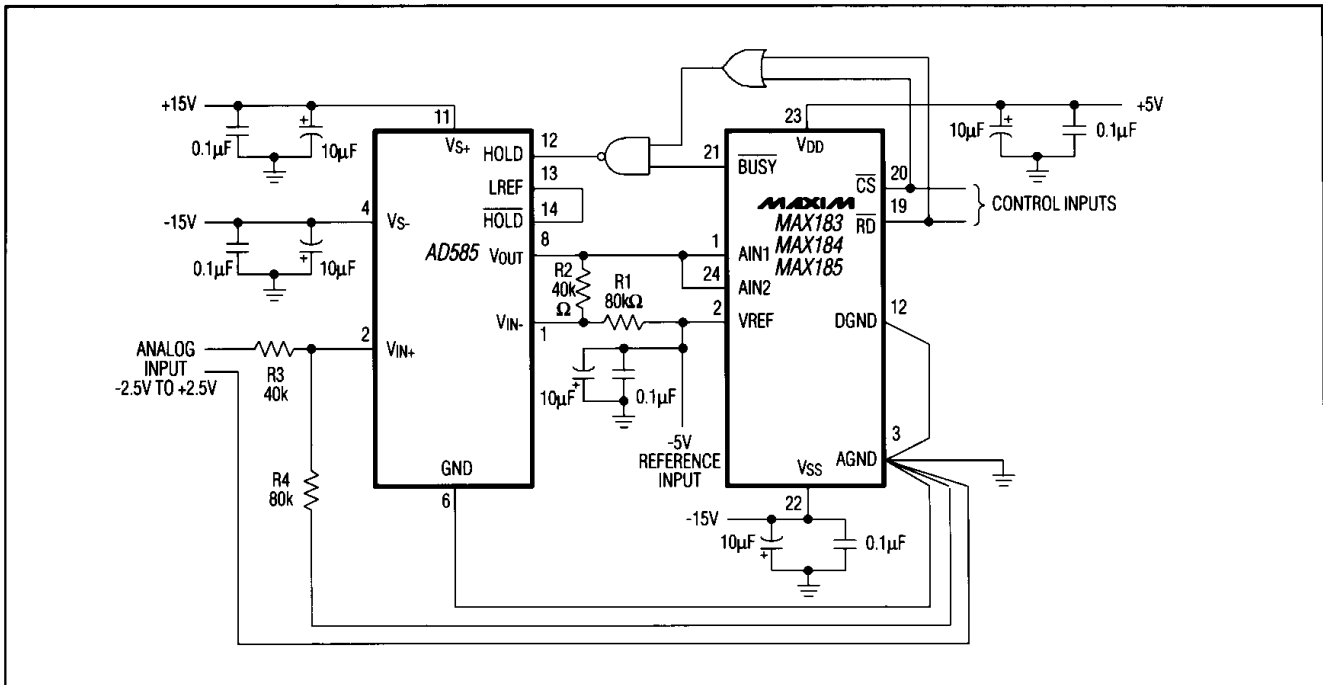 +15V
0.1µF
+
10µF
-15V
0.1µF
+
10µF
ANALOG
INPUT
-2.5V TO +2.5V
R3
40k
R4
80k
11
VS+
12
HOLD
13
LREF
14
HOLD
4
VS-
AD585
8
VOUT
VIN-
1
2
VIN+
GND
6
R2
40k
Ω
R1
80kΩ
10µF
+
0.1µF
-5V
REFERENCE
INPUT
23
VDD
21
BUSY
MAXIM
MAX183
MAX184
MAX185
20
CS
19
RD
CONTROL INPUTS
1
AIN1
24
AIN2
2
VREF
12
DGND
3
AGND
VSS
22
-15V
10µF
+
0.1µF
10µF
+
0.1µF
+5V